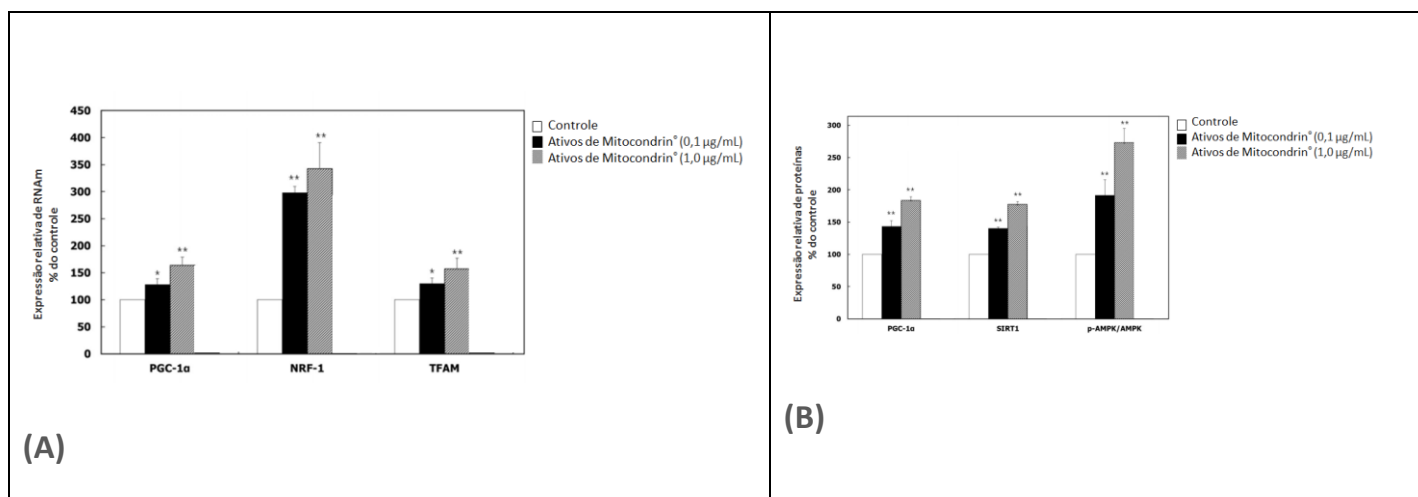 Expressão relativa de RNAm
% do controle
450
400
350
300
250
200
150
100
50
0
*
**
**
**
*
**
PGC-1α
NRF-1
TFAM
Controle
Ativos de Mitocondrin® (0,1 µg/mL)
Ativos de Mitocondrin® (1,0 µg/mL)
(A)
Expressão relativa de proteínas
% do controle
300
250
200
150
100
50
0
**
**
**
**
**
**
PGC-1α
SIRT1
p-AMPK/AMPK
Controle
Ativos de Mitocondrin® (0,1 µg/mL)
Ativos de Mitocondrin® (1,0 µg/mL)
(B)